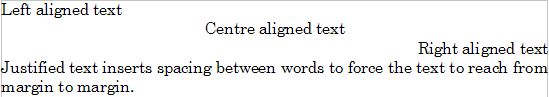 Left aligned text
Centre aligned text
Right aligned text
Justified text inserts spacing between words to force the text to reach from
margin to margin.